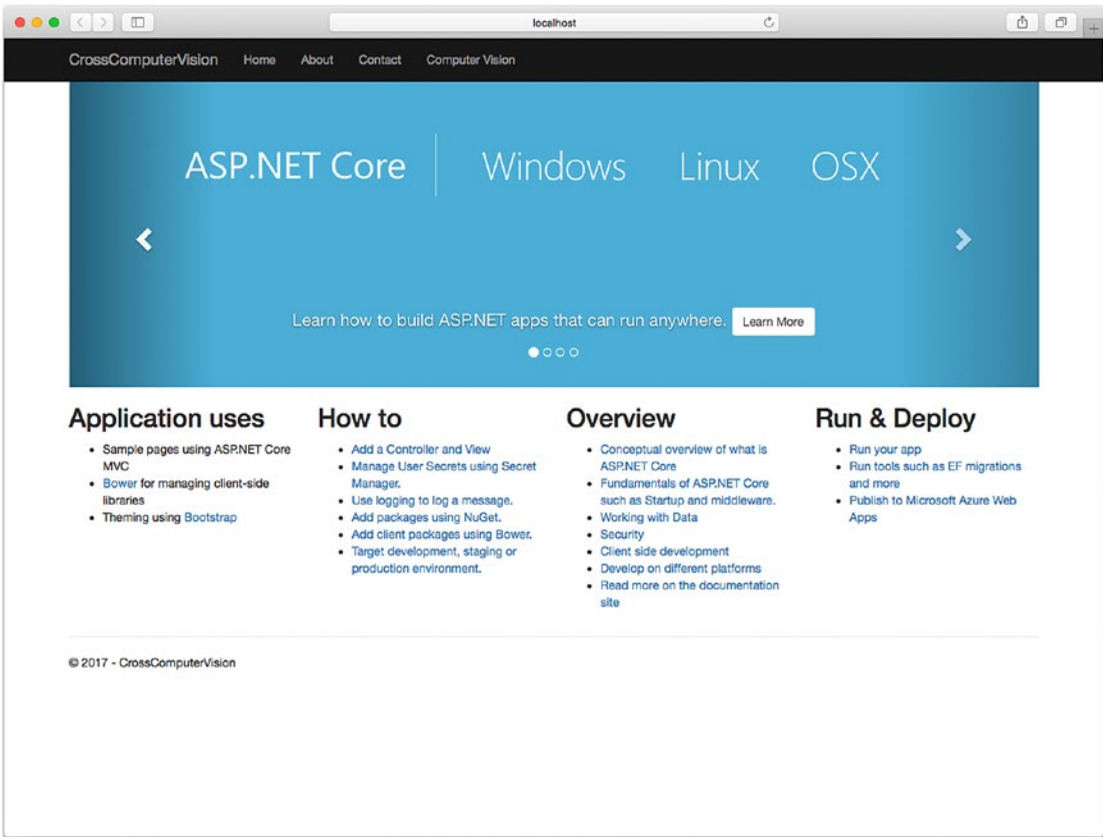 localhost
CrossComputerVision Home About Contact Computer Vision
ASP.NET Core Windows Linux OSX
Learn how to build ASP.NET apps that can run anywhere. Learn More
Application uses
Sample pages using ASP.NET Core
MVC
Bower for managing client-side
libraries
Theming using Bootstrap
How to
Add a Controller and View
Manage User Secrets using Secret
Manager.
Use logging to log a message.
Add packages using NuGet.
Add client packages using Bower.
Target development, staging or
production environment.
Overview
Conceptual overview of what is
ASP.NET Core
Fundamentals of ASP.NET Core
such as Startup and middleware.
Working with Data
Security
Client side development
Develop on different platforms
Read more on the documentation
site
Run & Deploy
Run your app
Run tools such as EF migrations
and more
Publish to Microsoft Azure Web
Apps
© 2017 - CrossComputerVision